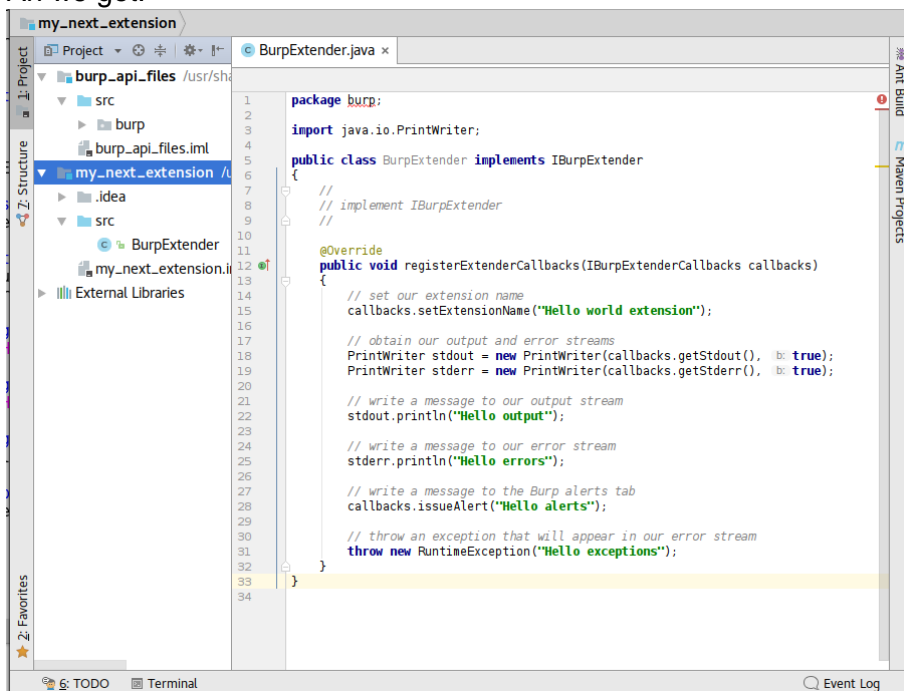 my_next_extension
Project
BurpExtender.java ×
1: Project
Z: Structure
2: Favorites
burp_api_files /usr/sha
src
burp
burp_api_files.iml
my_next_extension /u
.idea
src
BurpExtender
my_next_extension.i
External Libraries
1 package burp;
2
3 import java.io.PrintWriter;
4
5 public class BurpExtender implements IBurpExtender
6 {
7 //
8 // implement IBurpExtender
9 //
10
11 @Override
12 public void registerExtenderCallbacks(IBurpExtenderCallbacks callbacks)
13 {
14 // set our extension name
15 callbacks.setExtensionName("Hello world extension");
16
17 // obtain our output and error streams
18 PrintWriter stdout = new PrintWriter(callbacks.getStdout(), b: true);
19 PrintWriter stderr = new PrintWriter(callbacks.getStderr(), b: true);
20
21 // write a message to our output stream
22 stdout.println("Hello output");
23
24 // write a message to our error stream
25 stderr.println("Hello errors");
26
27 // write a message to the Burp alerts tab
28 callbacks.issueAlert("Hello alerts");
29
30 // throw an exception that will appear in our error stream
31 throw new RuntimeException("Hello exceptions");
32 }
33 }
34
Ant Build
Maven Projects
6: TODO
Terminal
Event Log